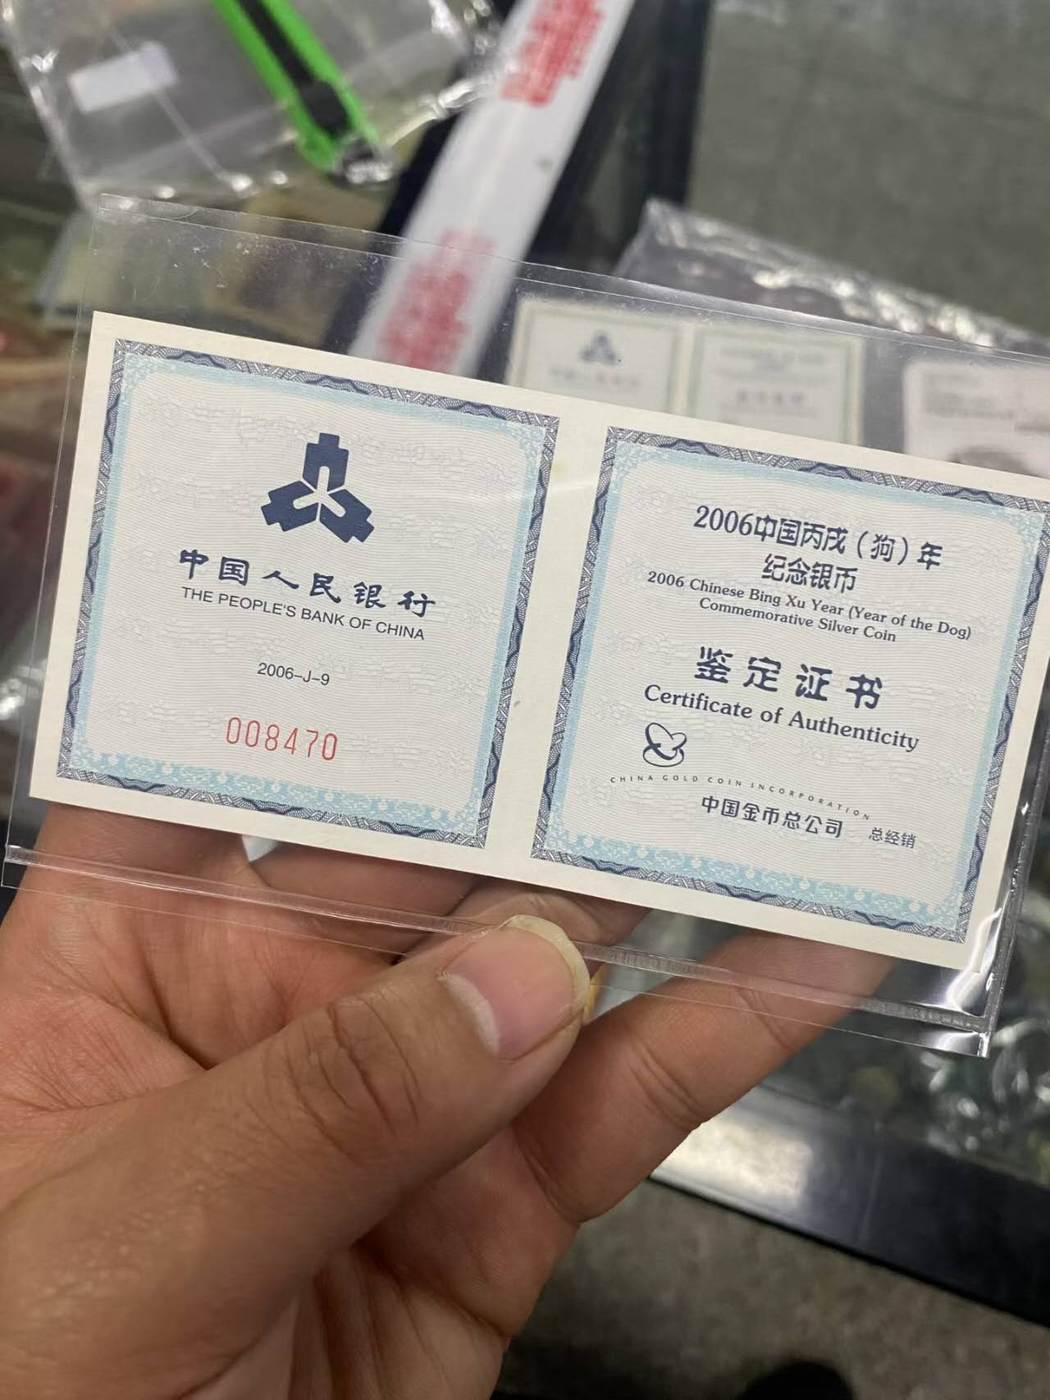 中国人民银行
THE PEOPLE'S BANK OF CHINA
2006-J-9
008470
2006中国丙戌（狗）年
纪念银币
2006 Chinese Bing Xu Year (Year of the Dog)
Commemorative Silver Coin
鉴定证书
Certificate of Authenticity
CHINA GOLD COIN INCORPORATION
中国金币总公司 总经销